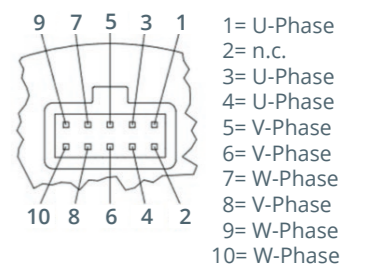 9 7 5 3 1
10 8 6 4 2
1= U-Phase
2= n.c.
3= U-Phase
4= U-Phase
5= V-Phase
6= V-Phase
7= W-Phase
8= V-Phase
9= W-Phase
10= W-Phase